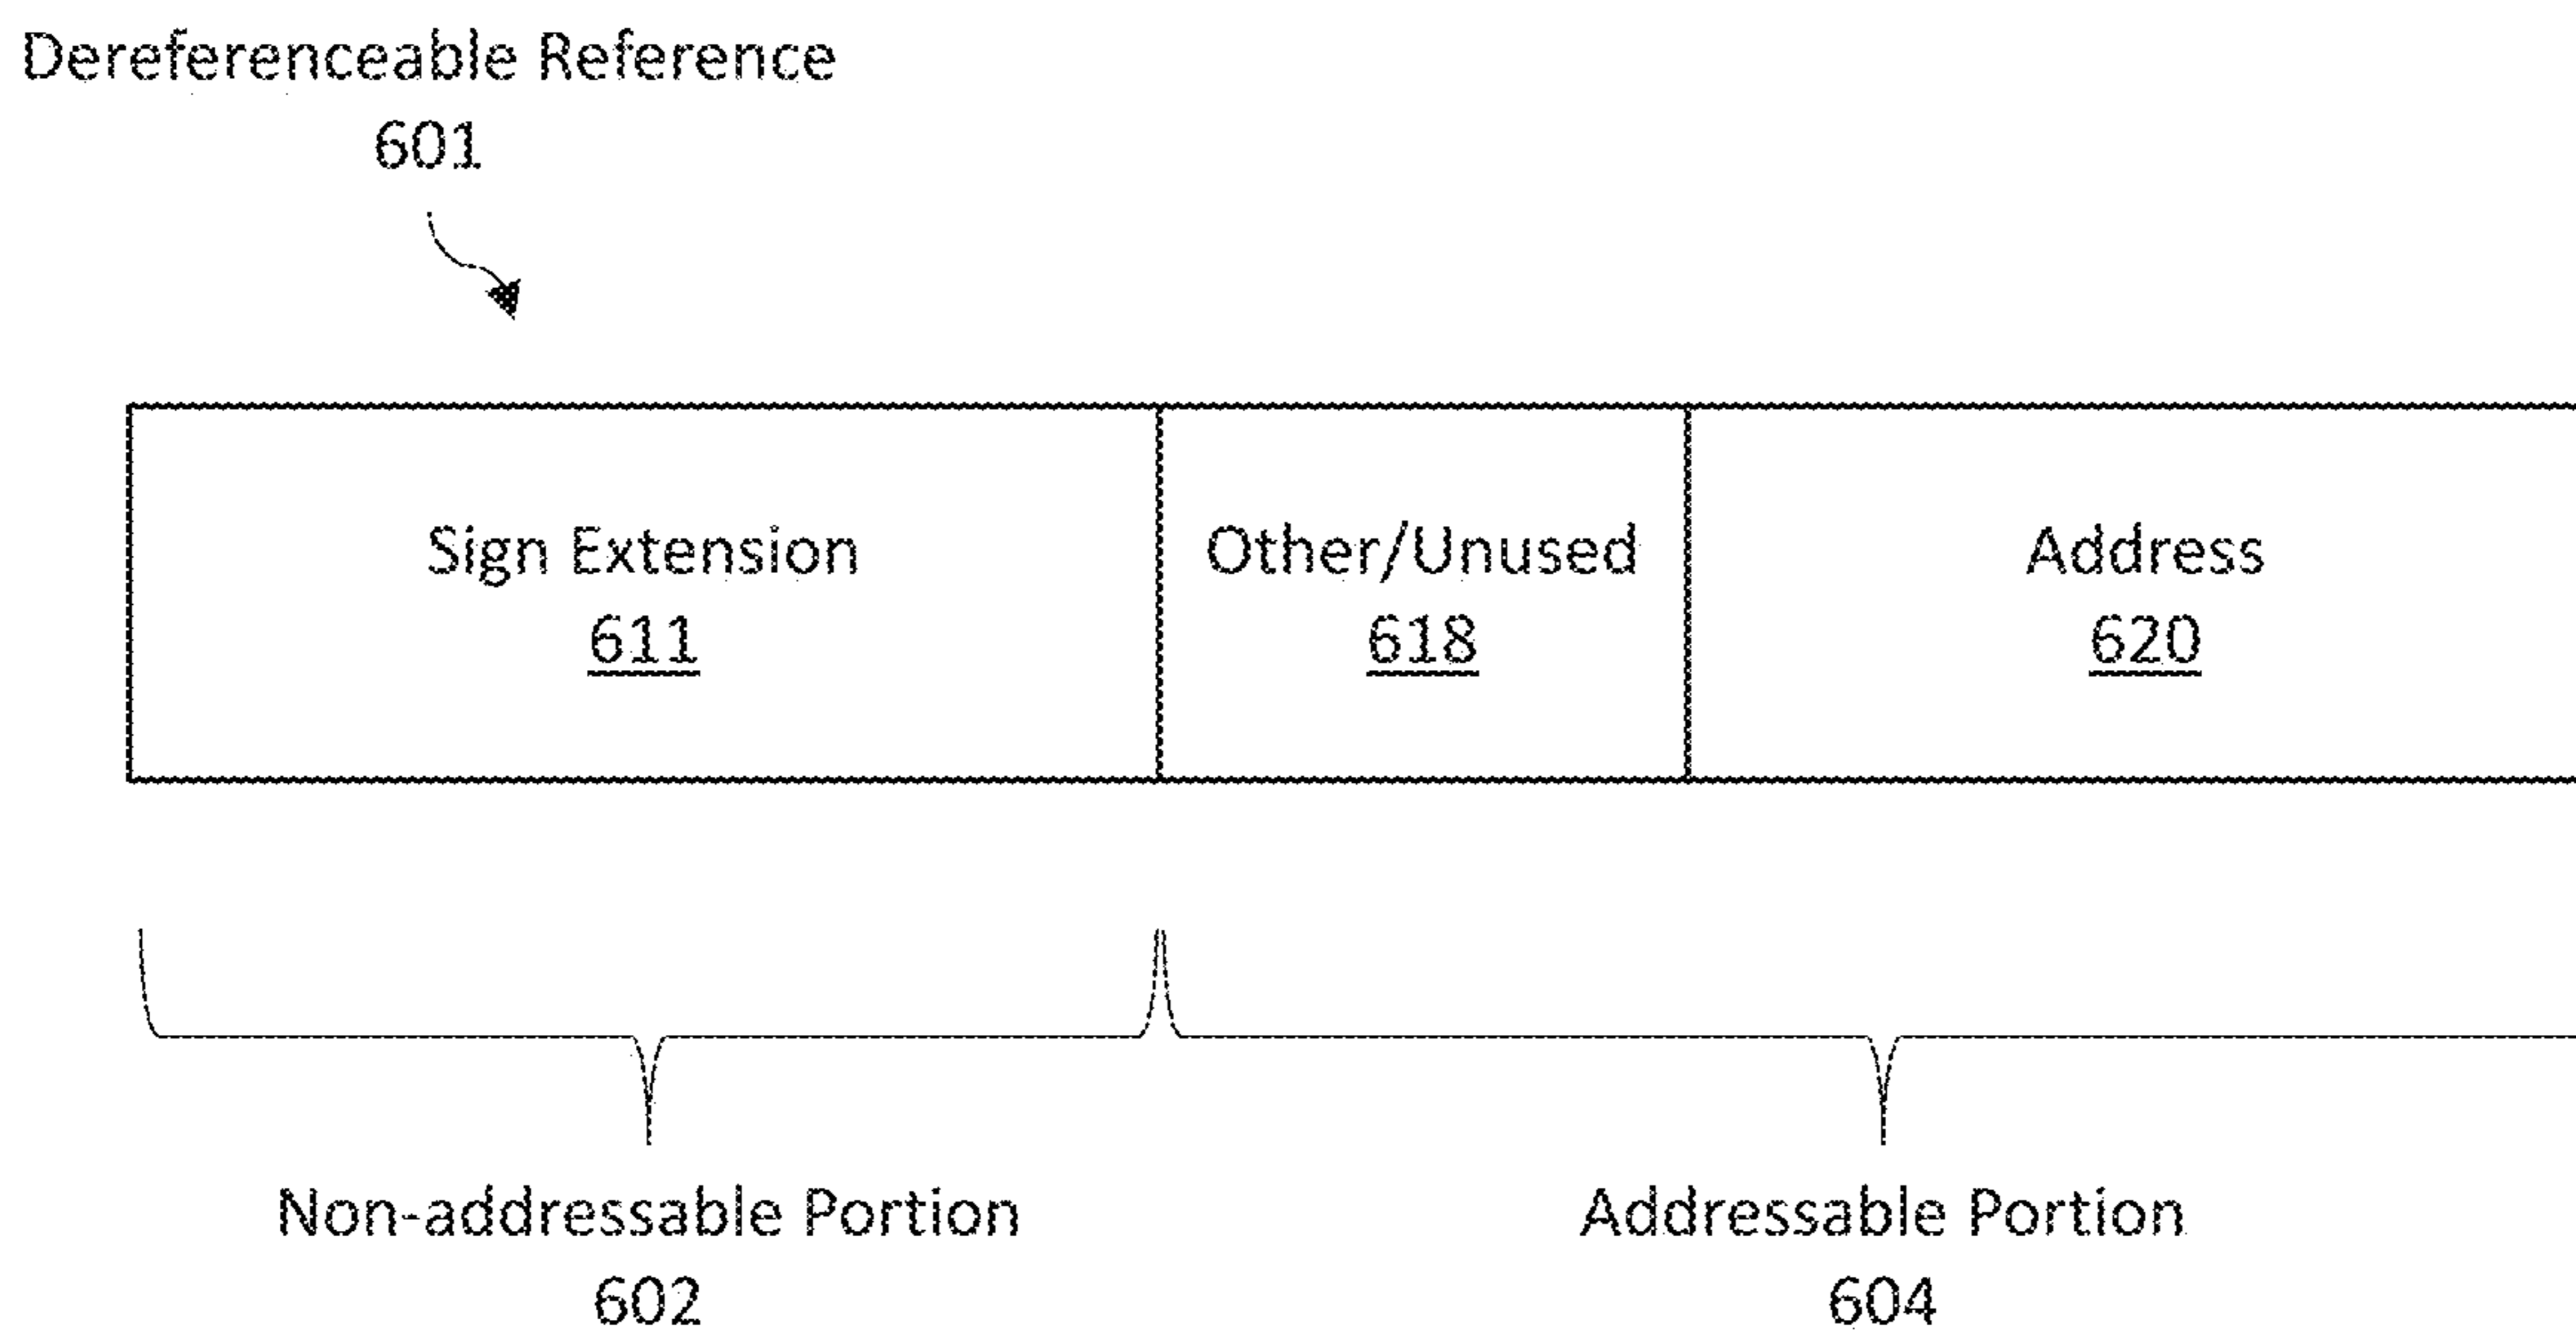 Dereferenceable Reference
601
Sign Extension
611
Other/Unused
618
Address
620
Non-addressable Portion
602
Addressable Portion
604